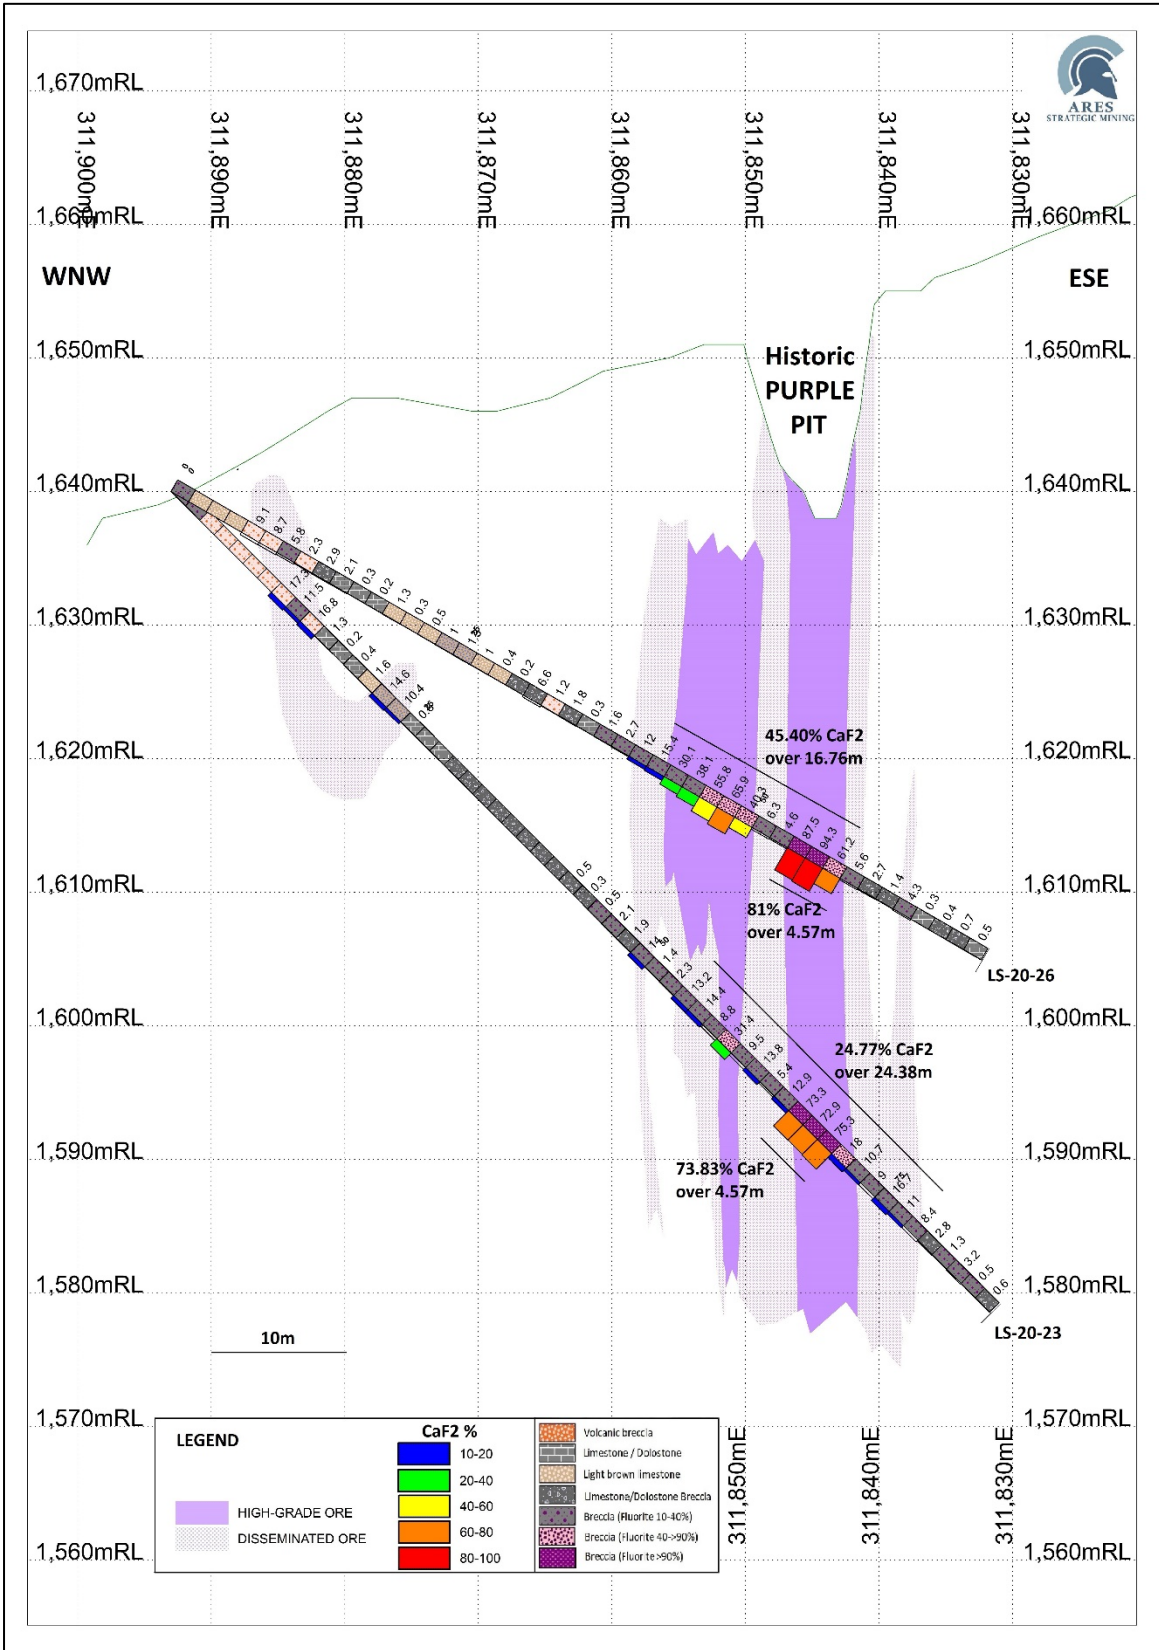 ARES
STRATEGIC MINING
1,670mRL
311,900mE
311,890mE
311,880mE
311,870mE
311,860mE
311,850mE
311,840mE
311,830mE
1,660mRL
1,660mRL
WNW
ESE
1,650mRL
1,650mRL
Historic
PURPLE
PIT
1,640mRL
1,640mRL
0
0
9.1
8.7
5.8
2.3
2.9
2.1
0.3
0.2
1.3
0.3
0.5
1
1
0.4
0.2
6.6
1.2
1.8
0.3
1.6
2.7
12
15.4
30.1
38.1
55.8
65.9
40.3
6.3
4.6
87.5
94.3
61.2
5.6
2.7
1.4
4.3
0.3
0.4
0.7
0.5
LS-20-26
17.3
11.5
16.8
1.3
0.2
0.4
1.6
14.6
10.4
0.5
0.3
0.5
2.1
1.9
1.4
2.3
13.2
14.4
8.8
31.4
9.5
13.8
5.4
12.9
73.3
72.9
75.3
18
10.7
9
16.7
11
8.4
2.8
1.3
3.2
0.5
0.6
LS-20-23
1,630mRL
1,630mRL
1,620mRL
1,620mRL
45.40% CaF2
over 16.76m
1,610mRL
1,610mRL
81% CaF2
over 4.57m
1,600mRL
1,600mRL
24.77% CaF2
over 24.38m
1,590mRL
1,590mRL
73.83% CaF2
over 4.57m
1,580mRL
1,580mRL
10m
1,570mRL
1,570mRL
1,560mRL
1,560mRL
311,850mE
311,840mE
311,830mE
LEGEND
HIGH-GRADE ORE
DISSEMINATED ORE
CaF2 %
10-20
20-40
40-60
60-80
80-100
Volcanic breccia
Limestone / Dolostone
Light brown limestone
Limestone/Dolostone Breccia
Breccia (Fluorite 10-40%)
Breccia (Fluorite 40->90%)
Breccia (Fluorite >90%)